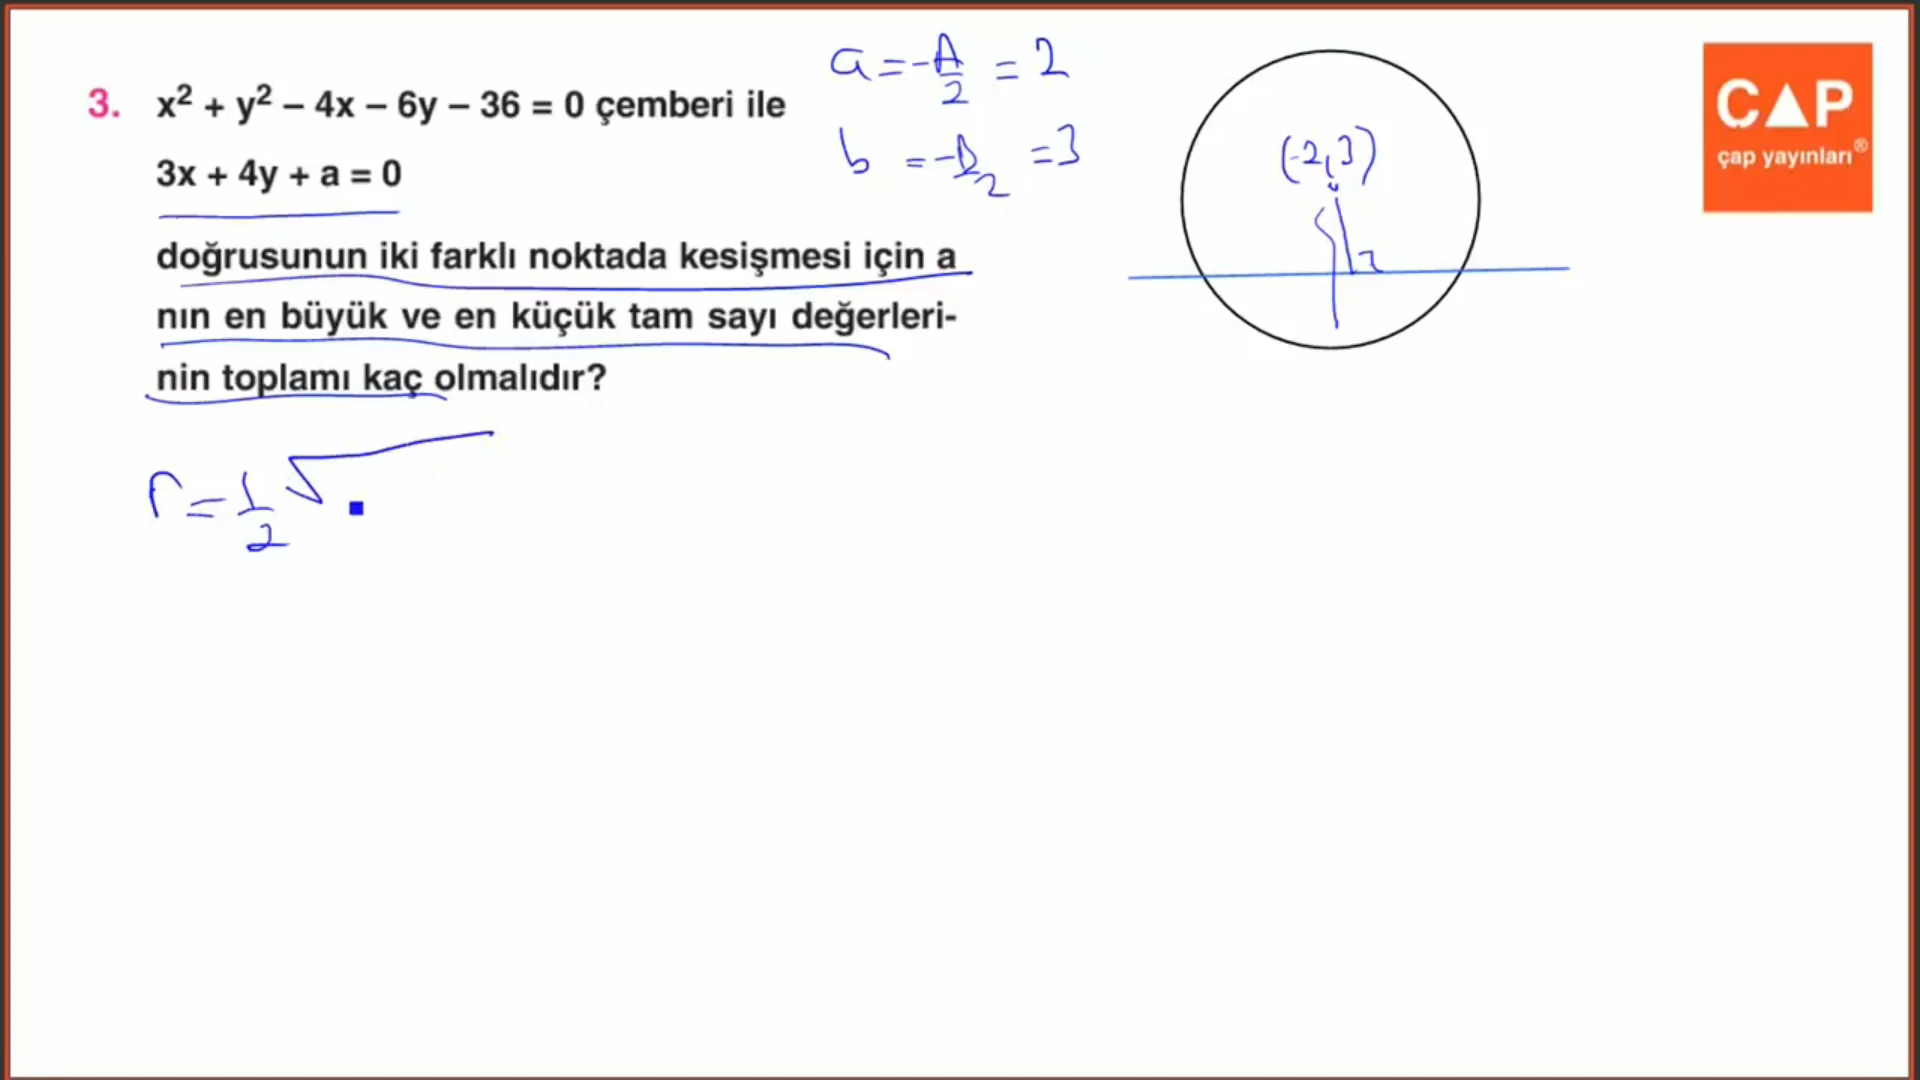 3. x² + y² – 4x – 6y – 36 = 0 çemberi ile
3x + 4y + a = 0
doğrusunun iki farklı noktada kesişmesi için a
nın en büyük ve en küçük tam sayı değerleri-
nin toplamı kaç olmalıdır?
a = -A/2 = 2
b = -B/2 = 3
(-2,3)
r = 1/2 √
ÇAP
çap yayınları®